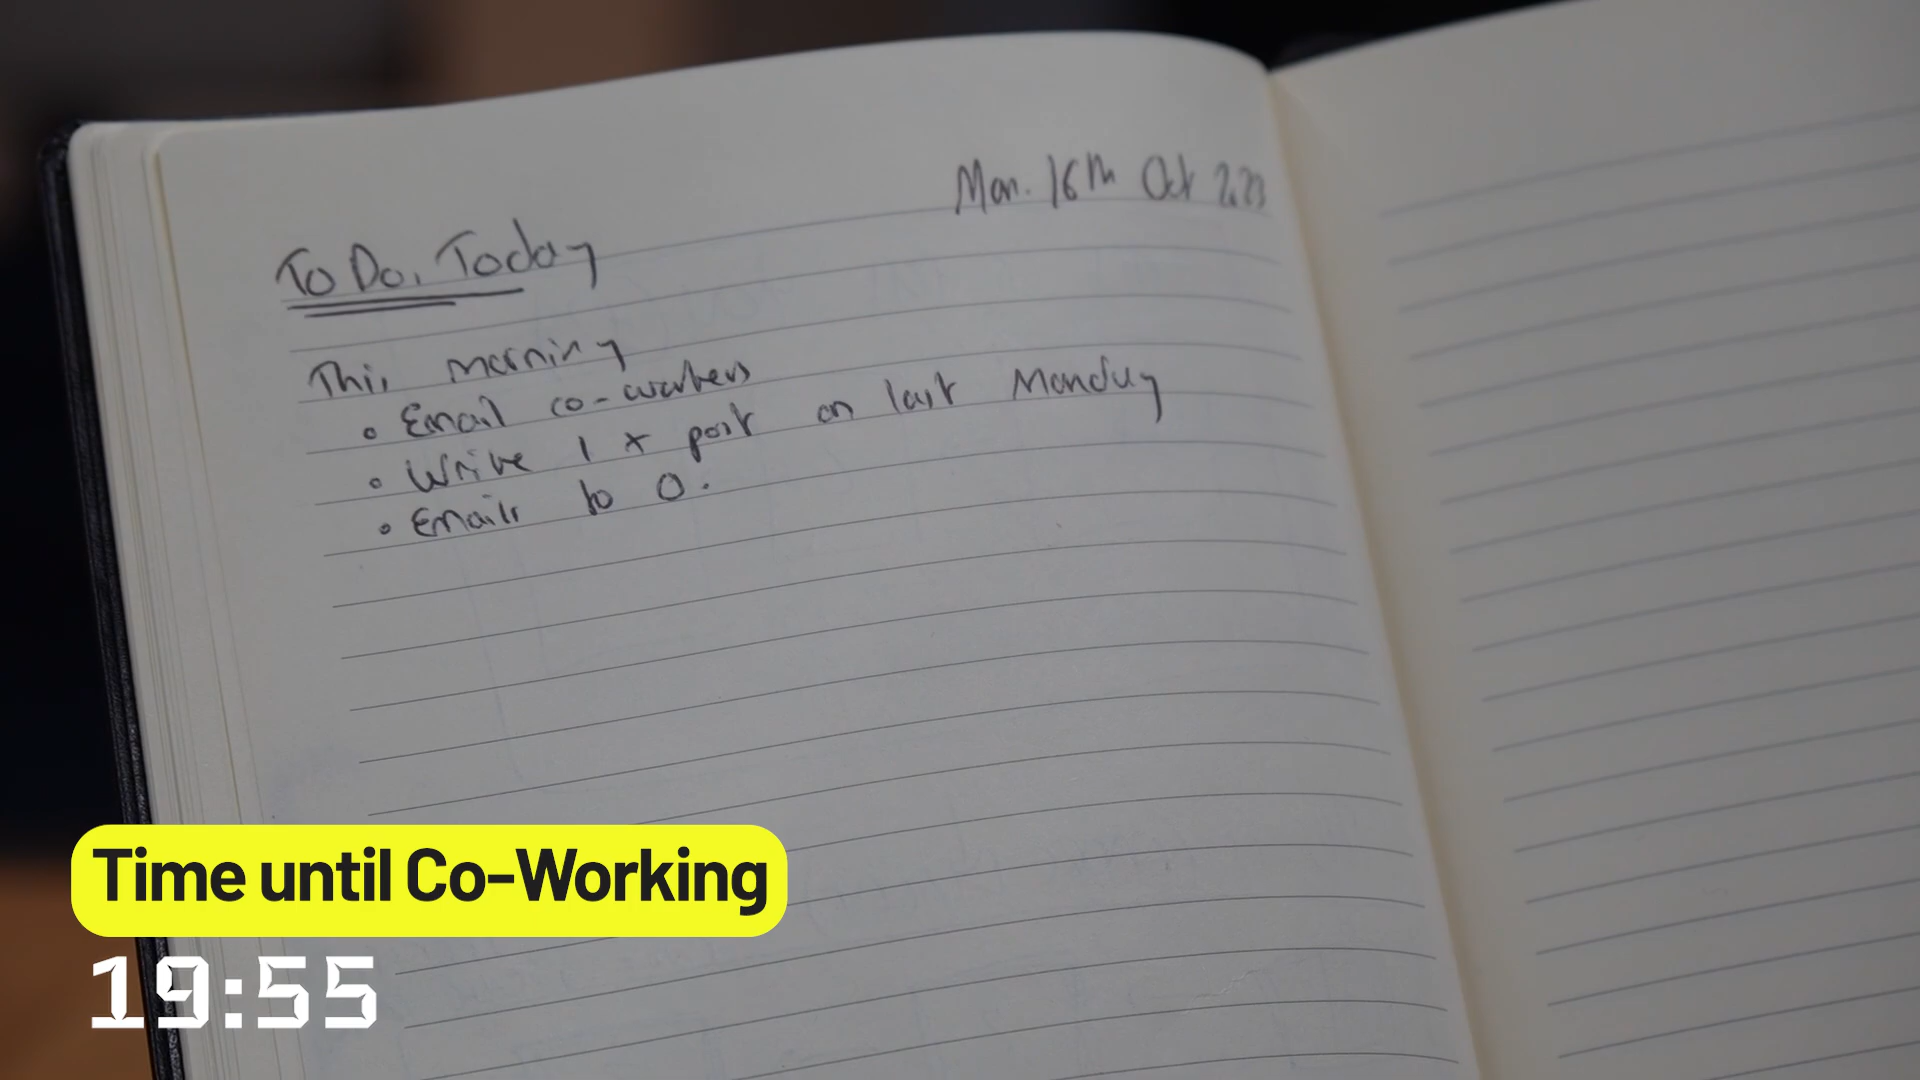 Mon. 16th Oct 2023
To Do. Today
This morning
• Email co-workers
• Write 1 x post on last Monday
• Emails to 0.
Time until Co-Working
19:55